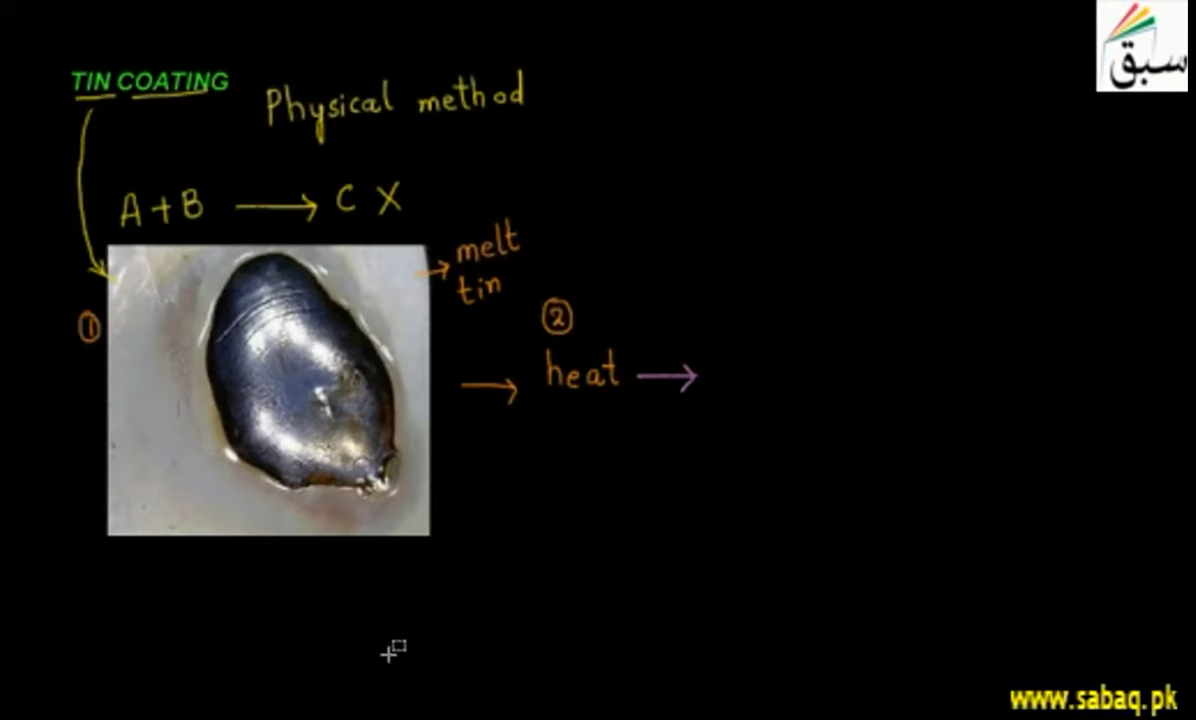 سبق
TIN COATING
Physical method
A + B → C X
→ melt
tin
①
②
→ heat →
www.sabaq.pk